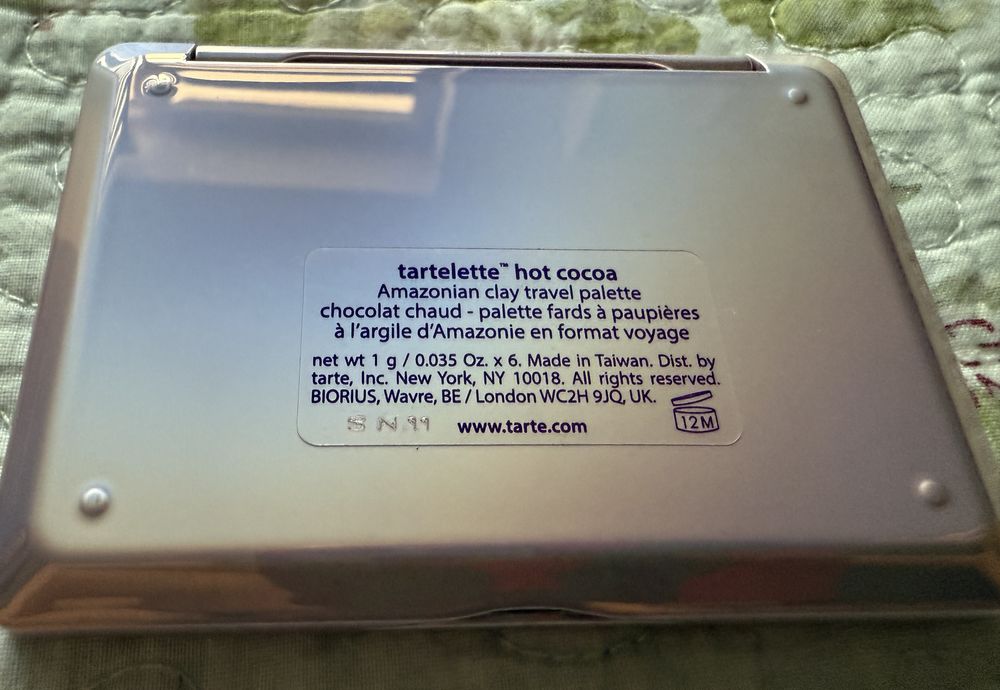 tartelette™ hot cocoa
Amazonian clay travel palette
chocolat chaud - palette fards à paupières
à l'argile d'Amazonie en format voyage
net wt 1 g / 0.035 Oz. x 6. Made in Taiwan. Dist. by
tarte, Inc. New York, NY 10018. All rights reserved.
BIORIUS, Wavre, BE / London WC2H 9JQ, UK.
www.tarte.com
12M